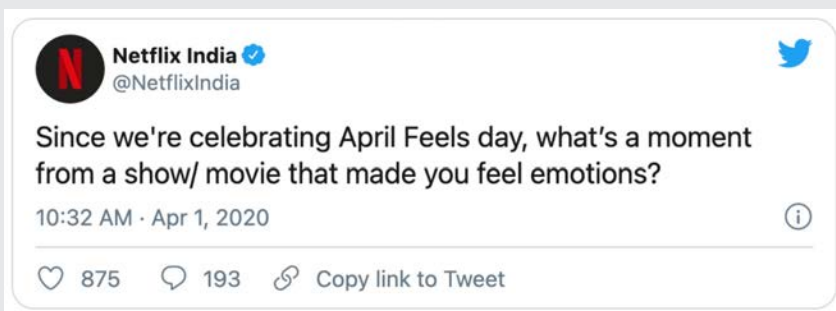 Netflix India
@NetflixIndia
Since we're celebrating April Feels day, what’s a moment
from a show/ movie that made you feel emotions?
10:32 AM · Apr 1, 2020
875 193 Copy link to Tweet